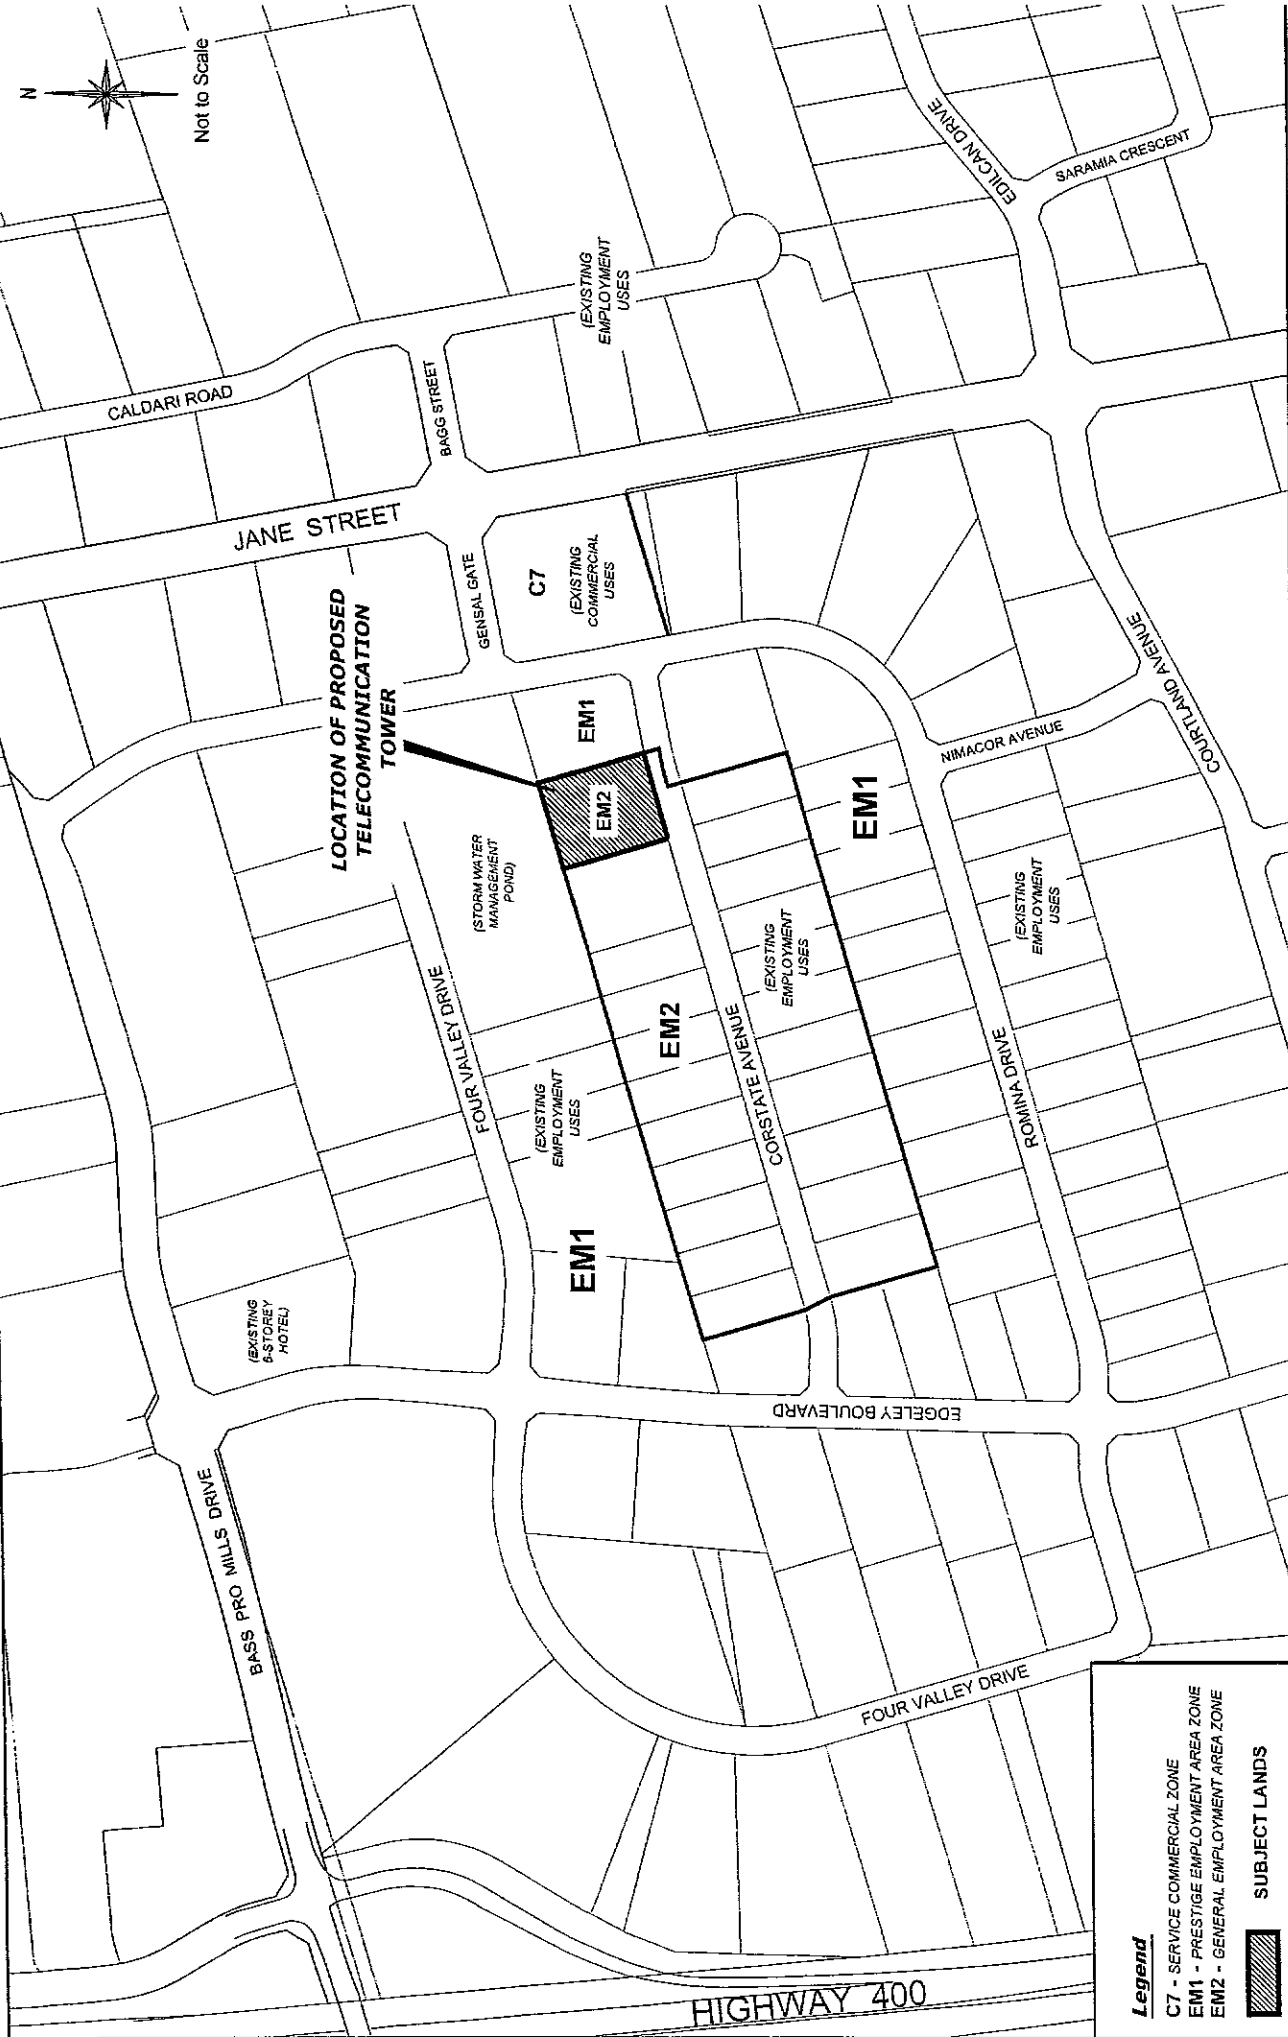 N
Not to Scale
CALDARI ROAD
JANE STREET
BAGG STREET
(EXISTING
EMPLOYMENT
USES
EDILCAN DRIVE
SARAMIA CRESCENT
LOCATION OF PROPOSED
TELECOMMUNICATION
TOWER
GENSAL GATE
C7
(EXISTING
COMMERCIAL
USES
EM1
EM2
(STORM WATER
MANAGEMENT
POND)
FOUR VALLEY DRIVE
EM2
CORSTATE AVENUE
(EXISTING
EMPLOYMENT
USES
EM1
NIMACOR AVENUE
COURTLAND AVENUE
(EXISTING
EMPLOYMENT
USES
ROMINA DRIVE
(EXISTING
EMPLOYMENT
USES
EM1
(EXISTING
6-STOREY
HOTEL)
EDGELEY BOULEVARD
BASS PRO MILLS DRIVE
FOUR VALLEY DRIVE
HIGHWAY 400
Legend
C7 - SERVICE COMMERCIAL ZONE
EM1 - PRESTIGE EMPLOYMENT AREA ZONE
EM2 - GENERAL EMPLOYMENT AREA ZONE
SUBJECT LANDS